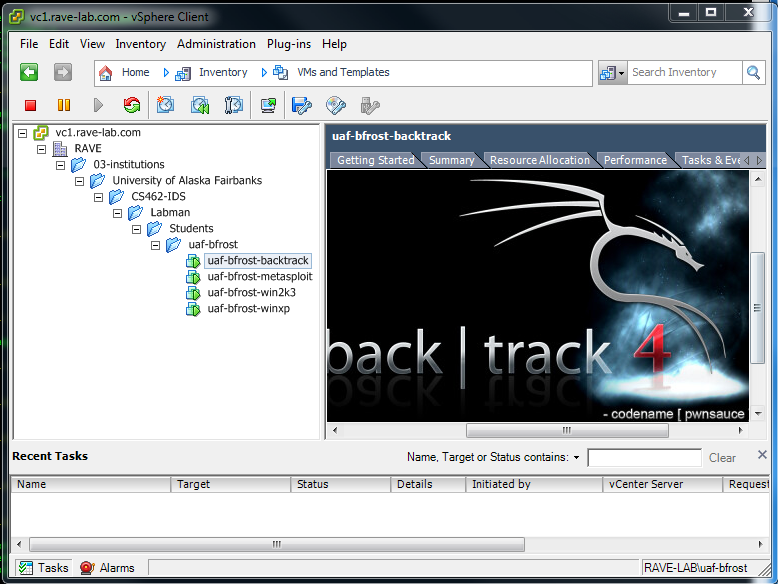 vc1.rave-lab.com - vSphere Client
File Edit View Inventory Administration Plug-ins Help
Home Inventory VMs and Templates Search Inventory
vc1.rave-lab.com
RAVE
03-institutions
University of Alaska Fairbanks
CS462-IDS
Labman
Students
uaf-bfrost
uaf-bfrost-backtrack
uaf-bfrost-metasploit
uaf-bfrost-win2k3
uaf-bfrost-winxp
uaf-bfrost-backtrack
Getting Started Summary Resource Allocation Performance Tasks & Eve
back | track 4
- codename [ pwnsauce
Recent Tasks Name, Target or Status contains: Clear
Name Target Status Details Initiated by vCenter Server Request
Tasks Alarms RAVE-LAB\uaf-bfrost